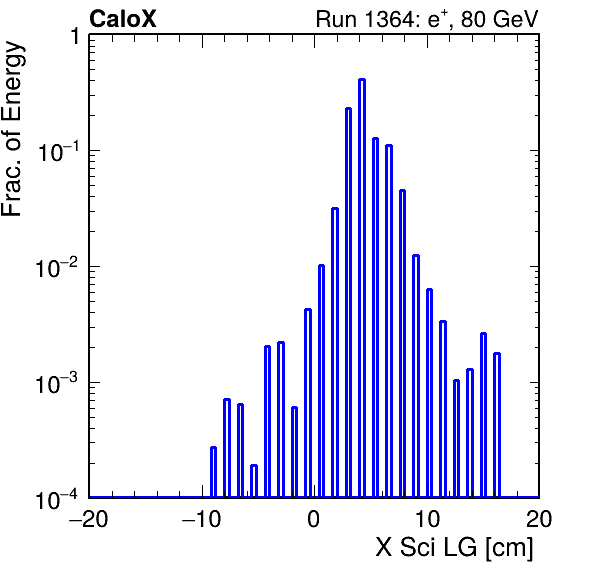 CaloX Run 1364: e⁺, 80 GeV
Frac. of Energy
1
10⁻¹
10⁻²
10⁻³
10⁻⁴
−20 −10 0 10 20
X Sci LG [cm]